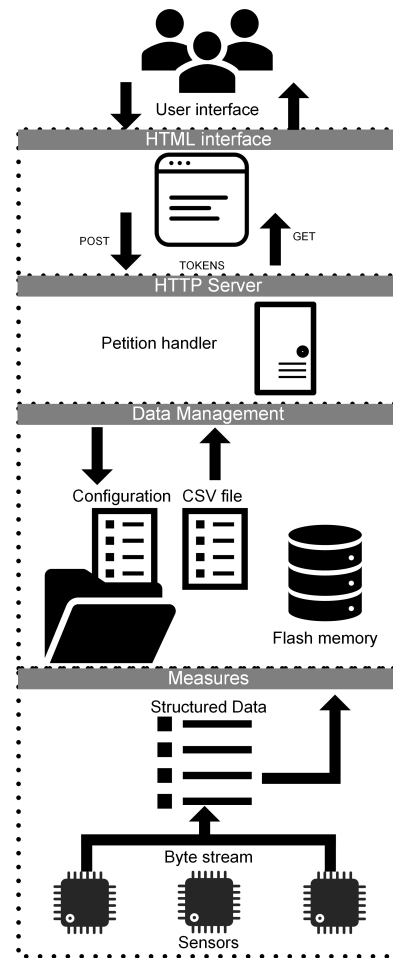 User interface
HTML interface
POST
GET
TOKENS
HTTP Server
Petition handler
Data Management
Configuration CSV file
Flash memory
Measures
Structured Data
Byte stream
Sensors